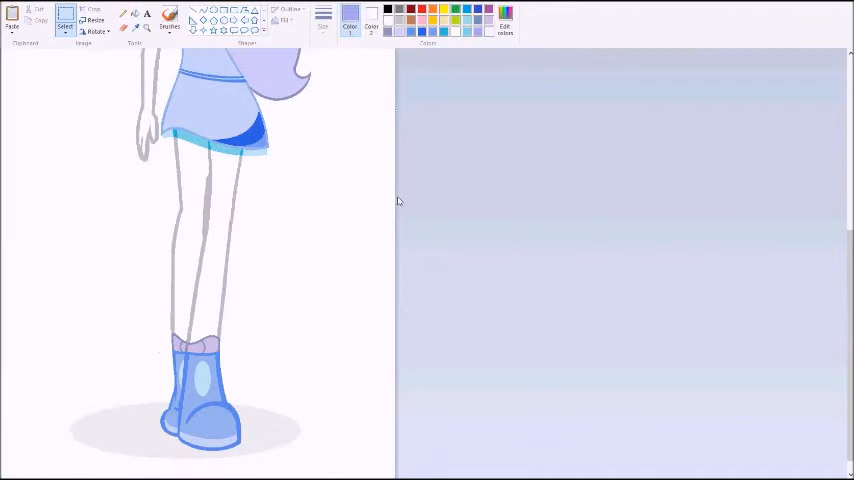 Paste
Cut
Copy
Clipboard
Select
Crop
Resize
Rotate
Image
A
Tools
Brushes
Shapes
Outline
Fill
Size
Color
1
Color
2
Edit
colors
Colors